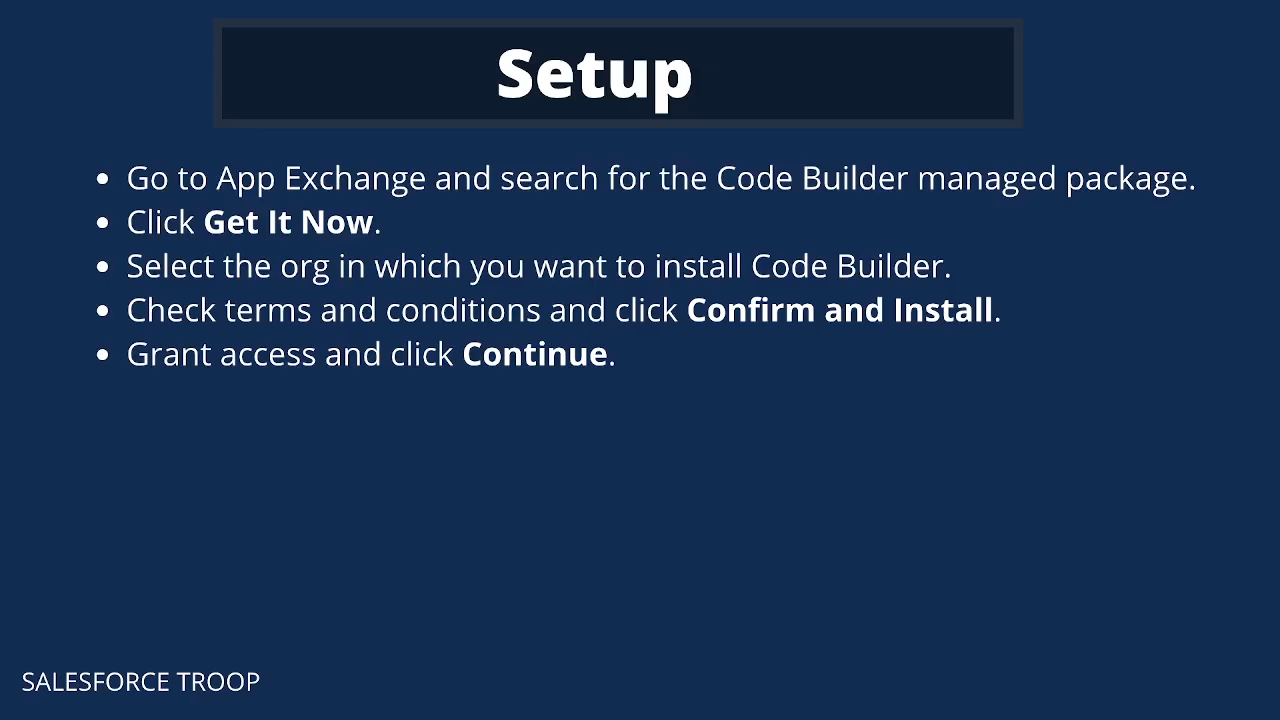 Setup
• Go to App Exchange and search for the Code Builder managed package.
• Click Get It Now.
• Select the org in which you want to install Code Builder.
• Check terms and conditions and click Confirm and Install.
• Grant access and click Continue.
SALESFORCE TROOP